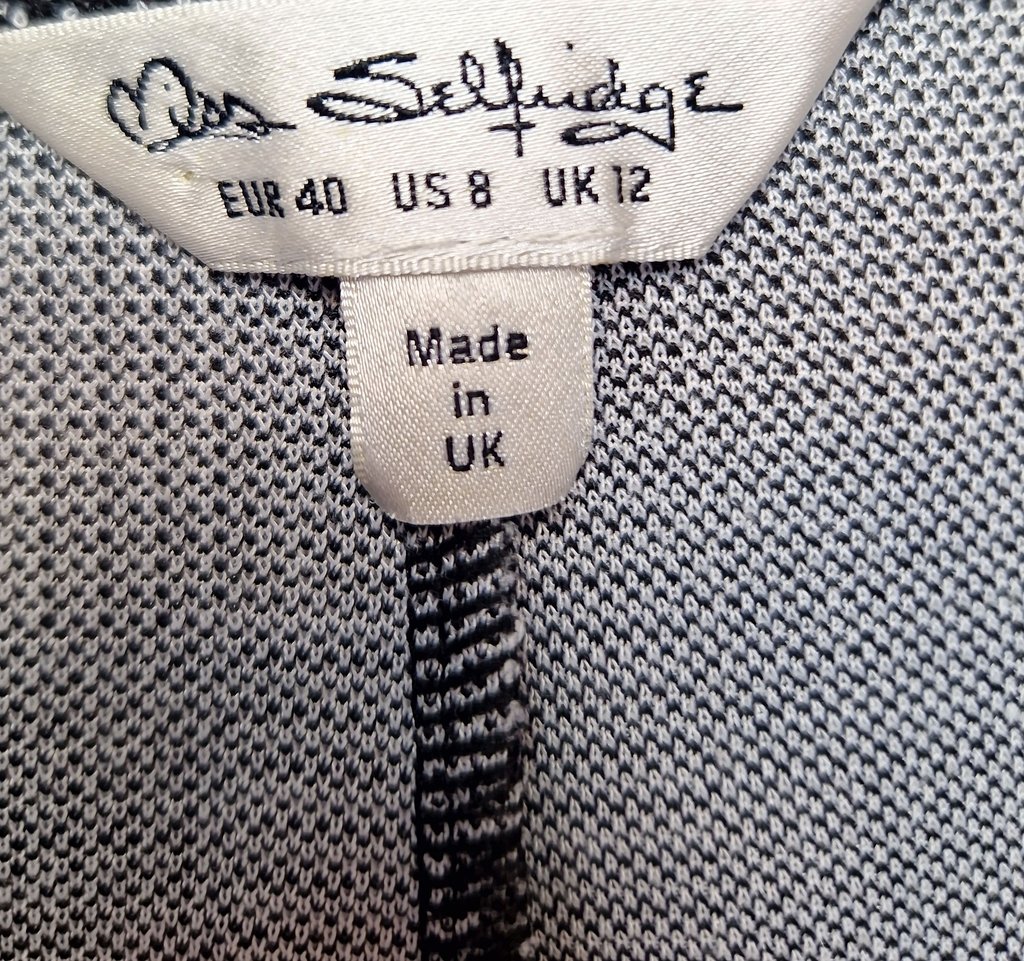 Miss Selfridge
EUR 40 US 8 UK 12
Made
in
UK